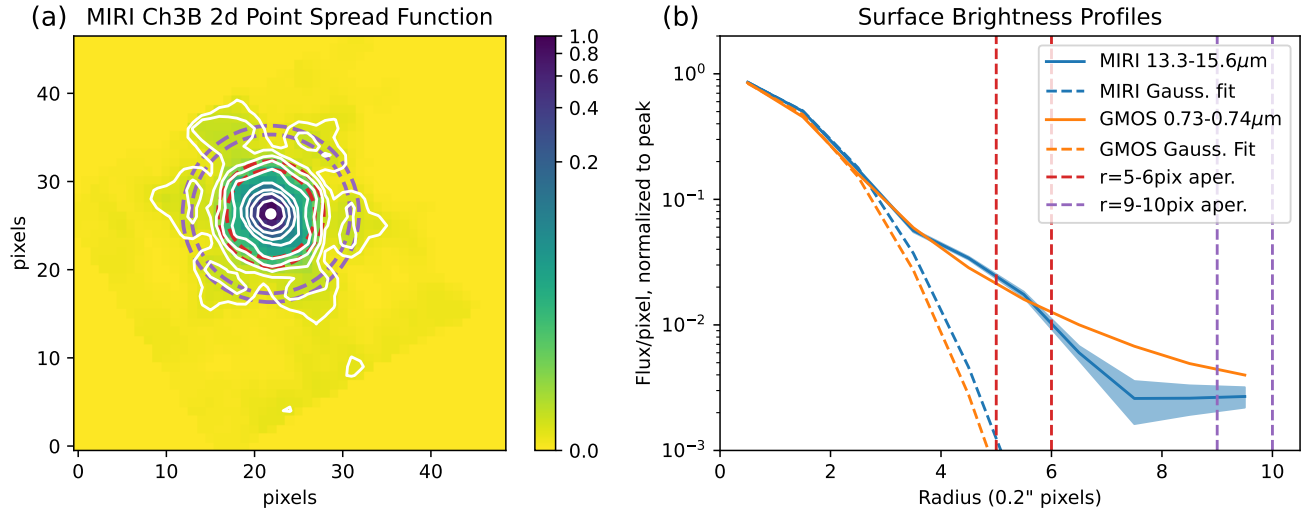 (a) MIRI Ch3B 2d Point Spread Function
pixels
40
30
20
10
0
0 10 20 30 40
pixels
1.0
0.8
0.6
0.4
0.2
0.0
(b) Surface Brightness Profiles
Flux/pixel, normalized to peak
10⁰
10⁻¹
10⁻²
10⁻³
MIRI 13.3-15.6μm
MIRI Gauss. fit
GMOS 0.73-0.74μm
GMOS Gauss. Fit
r=5-6pix aper.
r=9-10pix aper.
0 2 4 6 8 10
Radius (0.2" pixels)